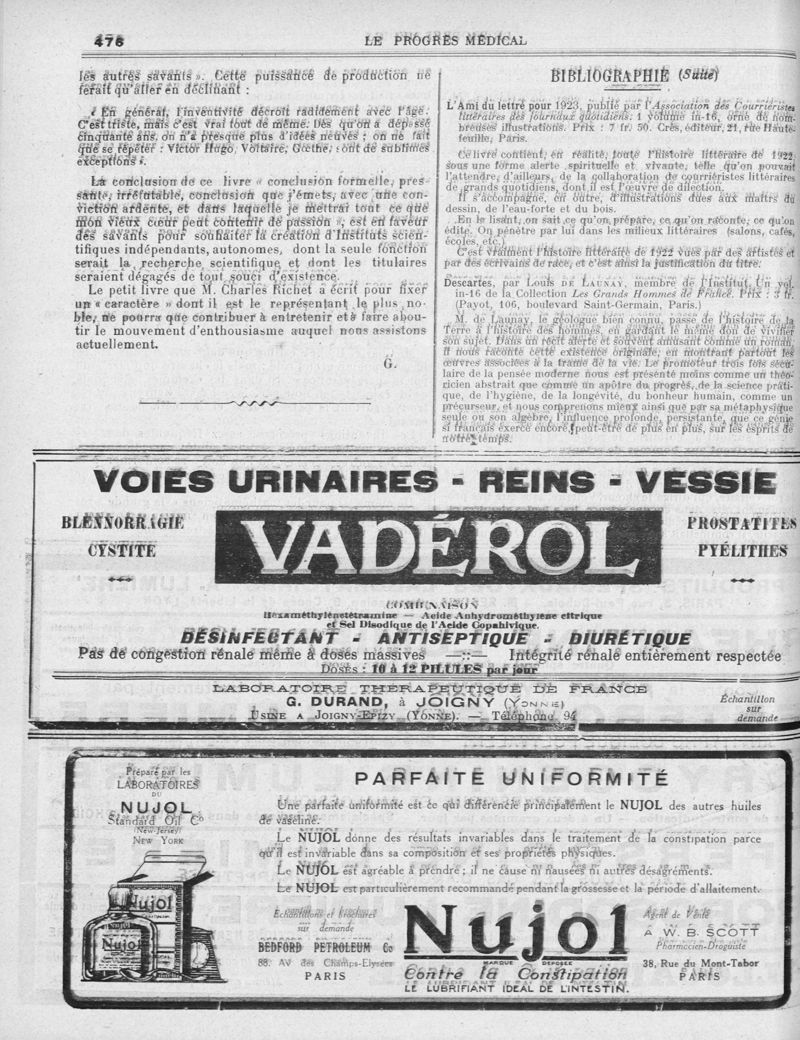 476
LE PROGRÈS MÉDICAL
les autres savants ». Cette puissance de production ne
ferait qu'aller en déclinant :
« En général, l'inventivité décroît rapidement avec l'âge.
C'est triste, mais c'est vrai tout de même. Dès qu'on a dépassé
cinquante ans, on n'a presque plus d'idées neuves ; on ne fait
que se répéter : Victor Hugo, Voltaire, Gœthe, ont de sublimes
exceptions ».
La conclusion de ce livre « conclusion formelle, pres-
sante, irréfutable, conclusion que j'émets, avec une con-
viction ardente, et dans laquelle je mettrai tout ce que
mon vieux cœur peut contenir de passion », est en faveur
des savants pour souhaiter la création d'Instituts scien-
tifiques indépendants, autonomes, dont la seule fonction
serait la recherche scientifique et dont les titulaires
seraient dégagés de tout souci d'existence.
Le petit livre que M. Charles Richet a écrit pour fixer
un « caractère » dont il est le représentant le plus no-
ble, ne pourra que contribuer à entretenir et à faire abou-
tir le mouvement d'enthousiasme auquel nous assistons
actuellement.
G.
BIBLIOGRAPHIE (Suite)
L'Ami du lettré pour 1923, publié par l'Association des Courriéristes
littéraires des journaux quotidiens. 1 volume in-16, orné de nom-
breuses illustrations. Prix : 7 fr. 50. Crès, éditeur, 21, rue Haute-
feuille, Paris.
Ce livre contient, en réalité, toute l'histoire littéraire de 1922
sous une forme alerte, spirituelle et vivante, telle qu'on pouvait
l'attendre, d'ailleurs, de la collaboration de courriéristes littéraires
de grands quotidiens, dont il est l'œuvre de dilection.
Il s'accompagne, en outre, d'illustrations dues aux maîtres du
dessin, de l'eau-forte et du bois.
En le lisant, on sait ce qu'on prépare, ce qu'on raconte, ce qu'on
édite. On pénètre par lui dans les milieux littéraires (salons, cafés,
écoles, etc.)
C'est vraiment l'histoire littéraire de 1922 vues par des artistes et
par des écrivains de race, et c'est ainsi la justification du titre.
Descartes, par Louis DE LAUNAY, membre de l'Institut. Un vol.
in-16 de la Collection Les Grands Hommes de France. Prix : 3 fr.
(Payot, 106, boulevard Saint-Germain, Paris.)
M. de Launay, le géologue bien connu, passe de l'histoire de la
Terre à l'histoire des hommes, en gardant le même don de vivifier
son sujet. Dans un récit alerte et souvent amusant comme un roman,
il nous raconte cette existence originale, en montrant partout les
œuvres associées à la trame de la vie. Le promoteur trois fois sécu-
laire de la pensée moderne nous est présenté moins comme un théo-
ricien abstrait que comme un apôtre du progrès, de la science prati-
que, de l'hygiène, de la longévité, du bonheur humain, comme un
précurseur, et nous comprenons mieux ainsi que par sa métaphysique
seule ou son algèbre, l'influence profonde, persistante, que ce génie
si français exerce encore, peut-être de plus en plus, sur les esprits de
notre temps.
VOIES URINAIRES - REINS - VESSIE
BLENNORRAGIE
CYSTITE
VADÉROL
PROSTATITES
PYÉLITHES
COMBINAISON
Hexaméthylènetétramine — Acide Anhydrométhylène citrique
et Sel Disodique de l'Acide Copahivique.
DÉSINFECTANT - ANTISEPTIQUE - DIURÉTIQUE
Pas de congestion rénale même à doses massives —::— Intégrité rénale entièrement respectée
DOSES : 10 à 12 PILULES par jour
LABORATOIRE THÉRAPEUTIQUE DE FRANCE
G. DURAND, à JOIGNY (YONNE)
USINE A JOIGNY-EPIZY (YONNE). — Téléphone 94
Échantillon
sur
demande
Préparé par les
LABORATOIRES
DU
NUJOL
Standard Oil Co
(New-Jersey)
NEW YORK
Nujol
Nujol
PARFAITE UNIFORMITÉ
Une parfaite uniformité est ce qui différencie principalement le NUJOL des autres huiles
de vaseline.
Le NUJOL donne des résultats invariables dans le traitement de la constipation parce
qu'il est invariable dans sa composition et ses propriétés physiques.
Le NUJOL est agréable à prendre ; il ne cause ni nausées ni autres désagréments.
Le NUJOL est particulièrement recommandé pendant la grossesse et la période d'allaitement.
Echantillons et brochures
sur demande
BEDFORD PETROLEUM Co
88. Av des Champs-Elysées
PARIS
Nujol
MARQUE DÉPOSÉE
Contre la Constipation
LE LUBRIFIANT IDEAL DE L'INTESTIN.
Agent de Vente
A W. B. SCOTT
Pharmacien-Droguiste
38, Rue du Mont-Tabor
PARIS